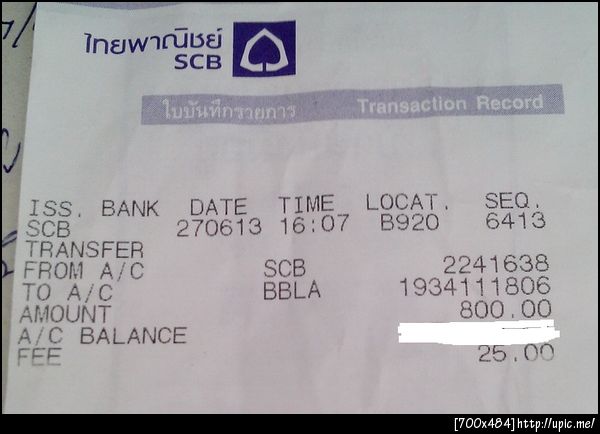 ไทยพาณิชย์
SCB
ใบบันทึกรายการ Transaction Record
ISS. BANK DATE TIME LOCAT. SEQ.
SCB 270613 16:07 B920 6413
TRANSFER
FROM A/C SCB 2241638
TO A/C BBLA 1934111806
AMOUNT 800.00
A/C BALANCE
FEE 25.00
[700x484]http://upic.me/